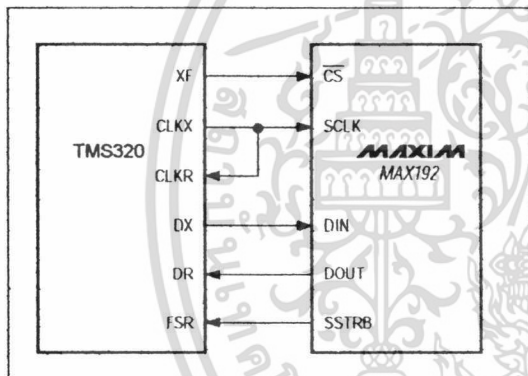 XF
CS
CLKX
SCLK
TMS320
MAXIM
MAX192
CLKR
DX
DIN
DR
DOUT
FSR
SSTRB